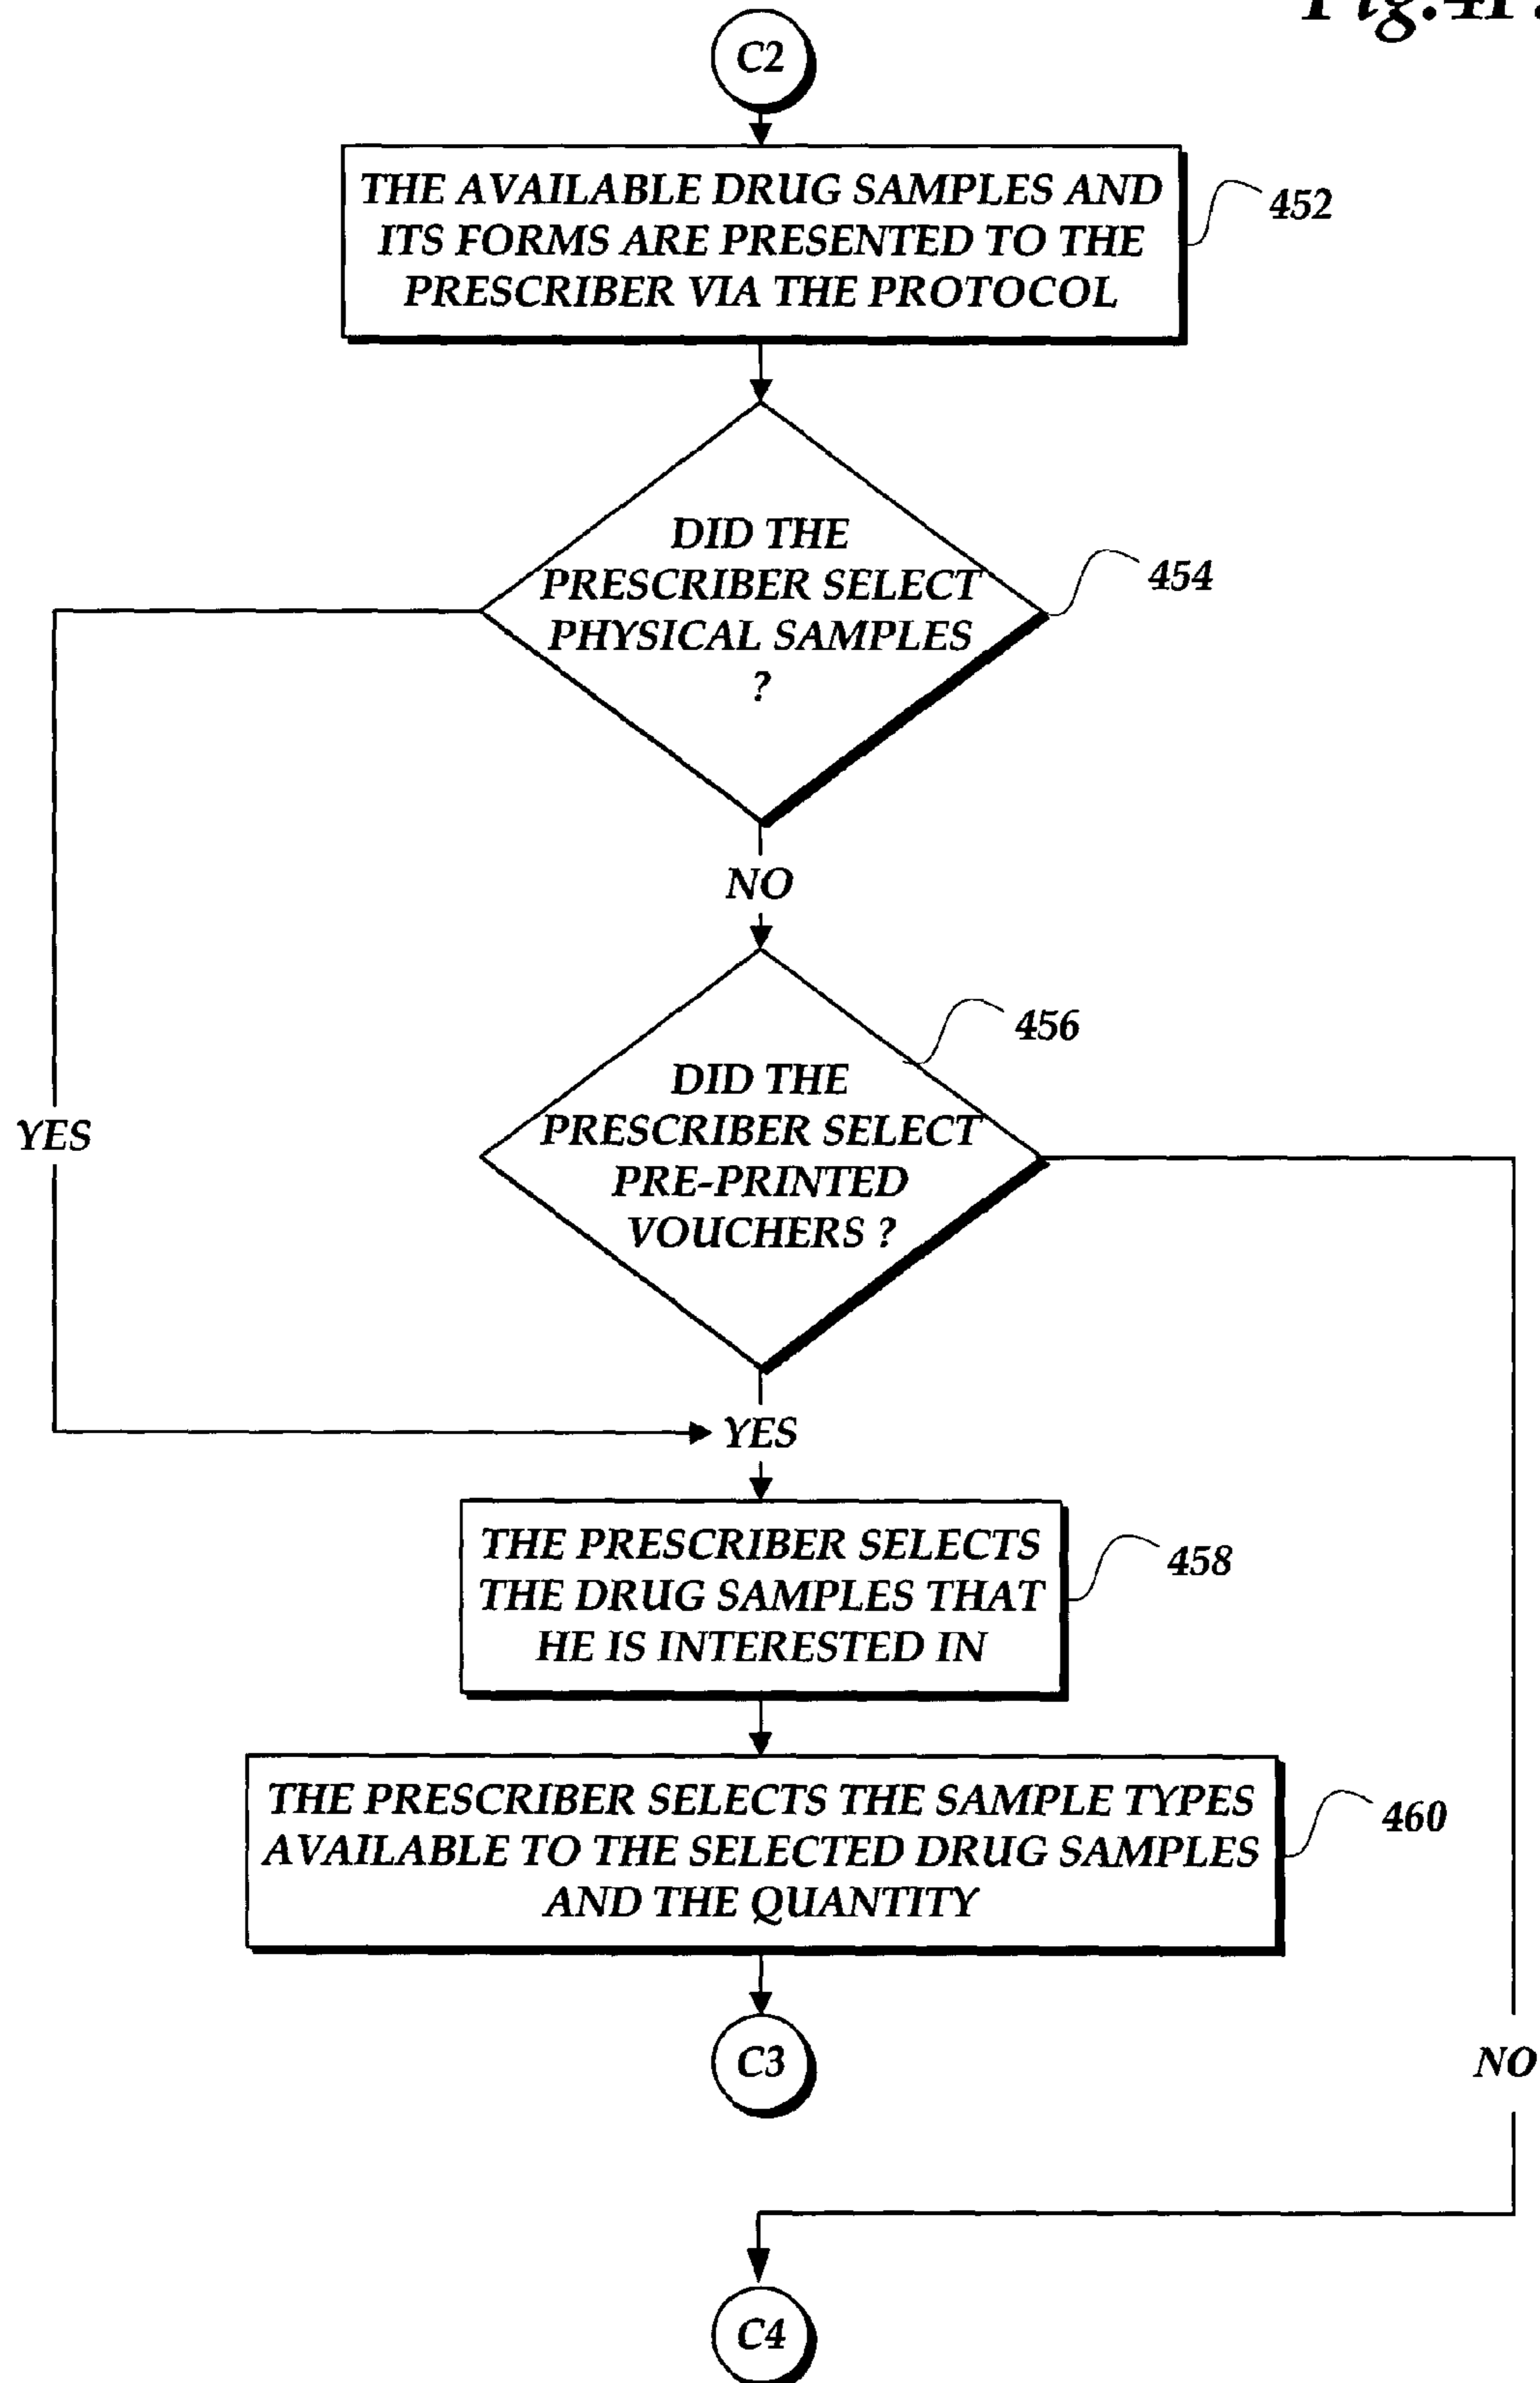 C2
THE AVAILABLE DRUG SAMPLES AND
ITS FORMS ARE PRESENTED TO THE
PRESCRIBER VIA THE PROTOCOL
452
DID THE
PRESCRIBER SELECT
PHYSICAL SAMPLES
?
454
NO
456
DID THE
PRESCRIBER SELECT
PRE-PRINTED
VOUCHERS ?
YES
YES
THE PRESCRIBER SELECTS
THE DRUG SAMPLES THAT
HE IS INTERESTED IN
458
THE PRESCRIBER SELECTS THE SAMPLE TYPES
AVAILABLE TO THE SELECTED DRUG SAMPLES
AND THE QUANTITY
460
C3
NO
C4